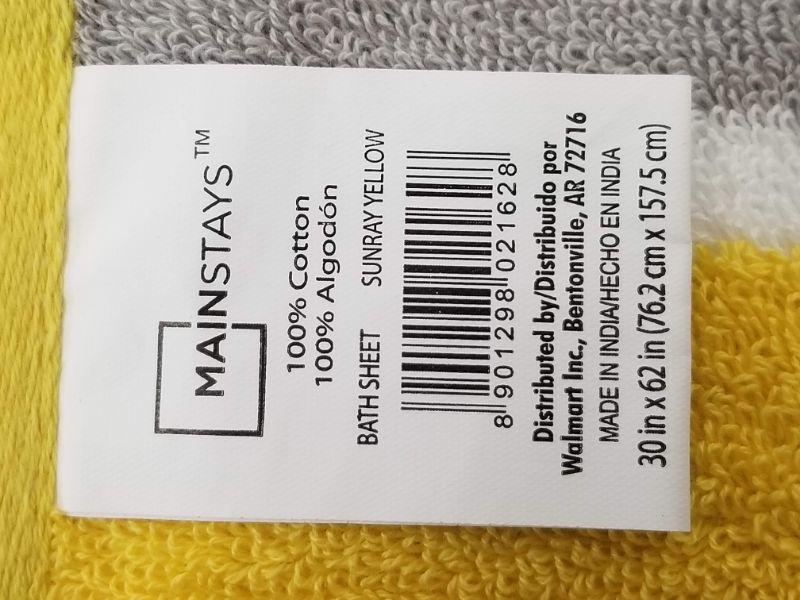 MAINSTAYS™
100% Cotton
100% Algodón
BATH SHEET SUNRAY YELLOW
8 901298 021628
Distributed by/Distribuido por
Walmart Inc., Bentonville, AR 72716
MADE IN INDIA/HECHO EN INDIA
30 in x 62 in (76.2 cm x 157.5 cm)